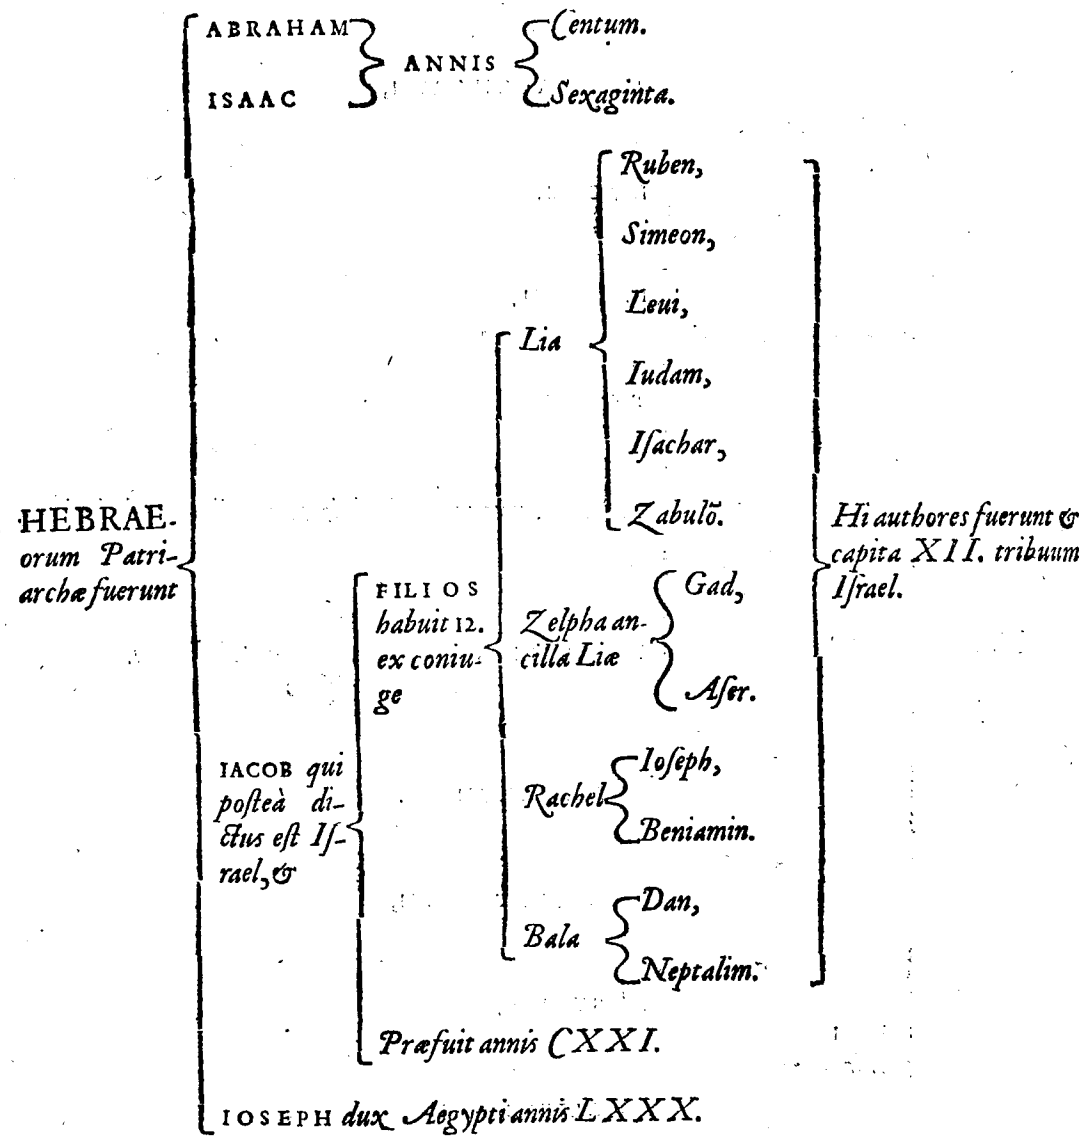 HEBRAE-
orum Patri-
archæ fuerunt
ABRAHAM
ISAAC
ANNIS
Centum.
Sexaginta.
IACOB qui
poſteà di-
ctus eſt Iſ-
rael, &
FILIOS
habuit 12.
ex coniu-
ge
Lia
Ruben,
Simeon,
Leui,
Iudam,
Iſachar,
Zabulõ.
Zelpha an-
cilla Liæ
Gad,
Aſer.
Rachel
Ioſeph,
Beniamin.
Bala
Dan,
Neptalim.
Hi authores fuerunt &
capita XII. tribuum
Iſrael.
Præfuit annis CXXI.
IOSEPH dux Aegypti annis LXXX.